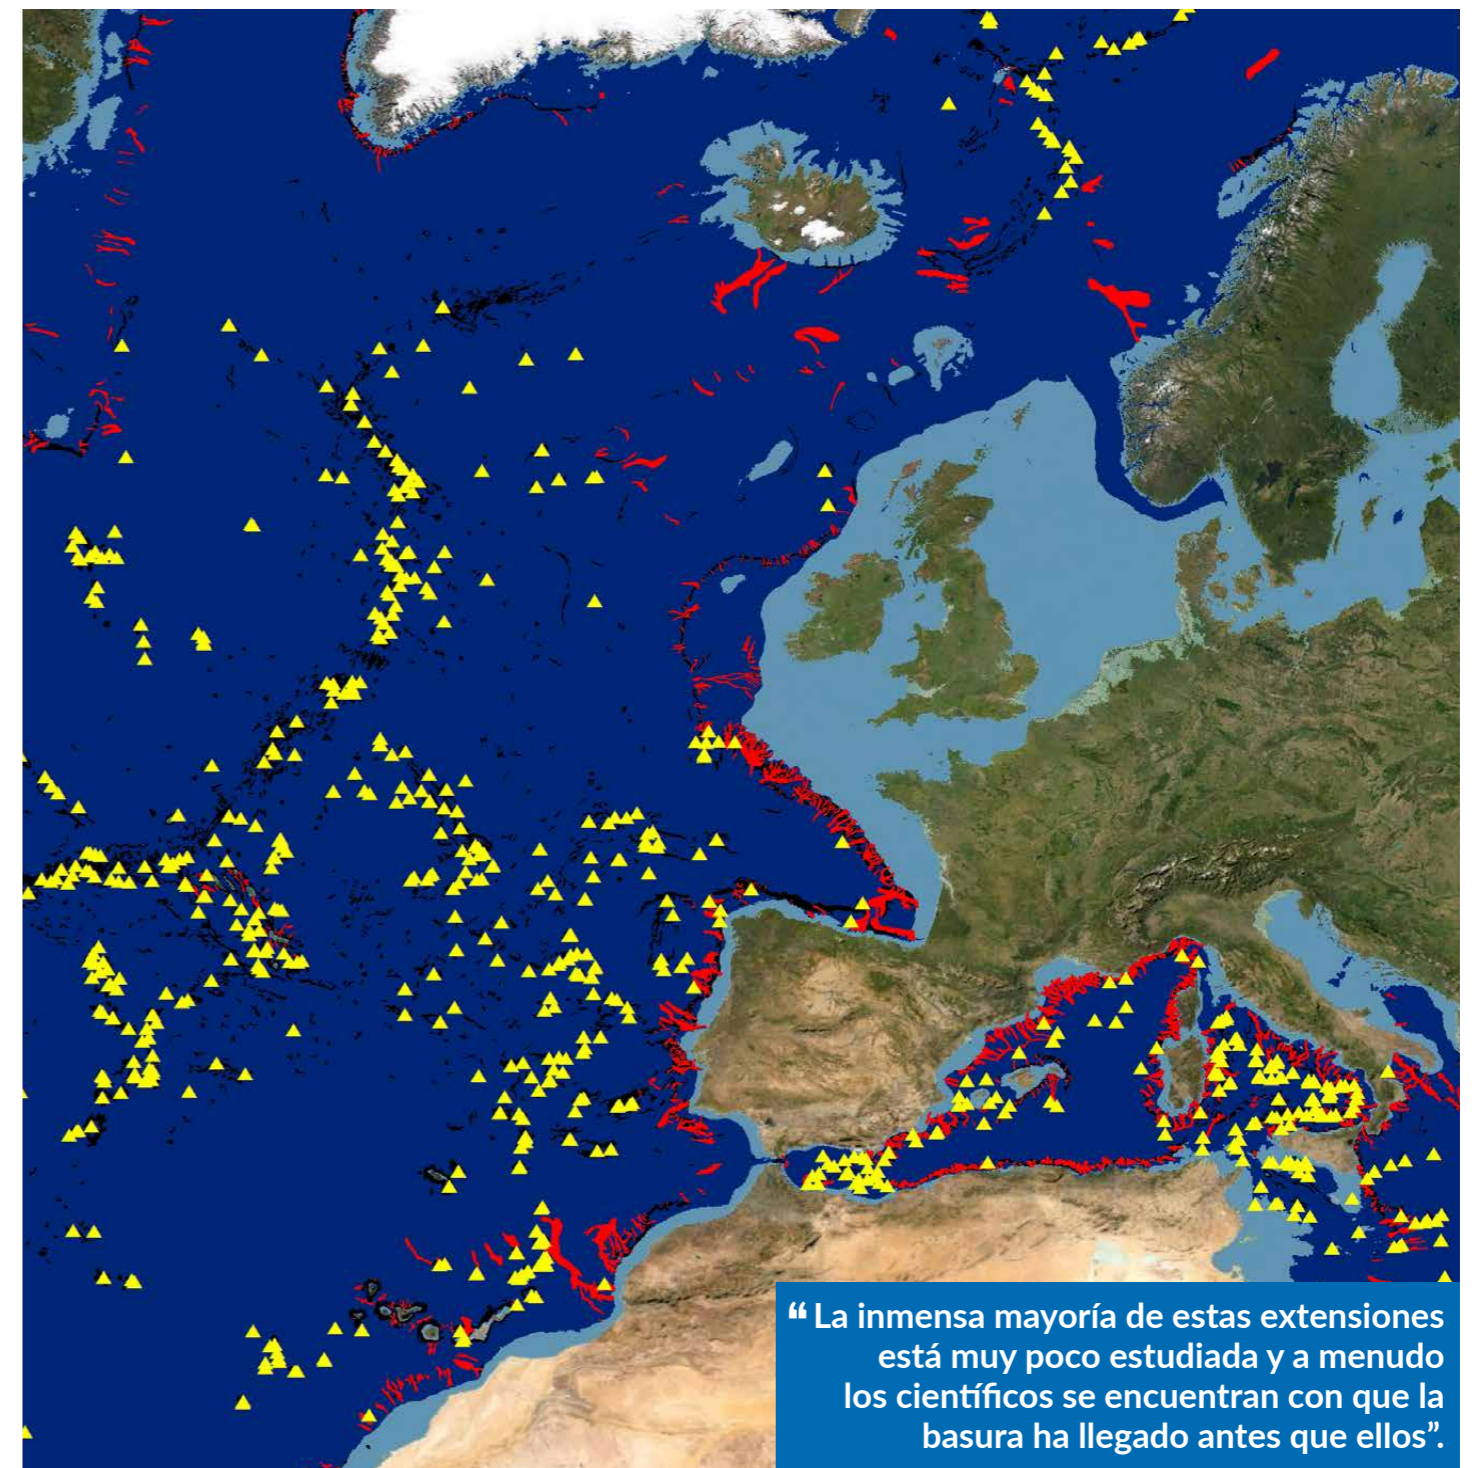 “ La inmensa mayoría de estas extensiones
está muy poco estudiada y a menudo
los científicos se encuentran con que la
basura ha llegado antes que ellos”.